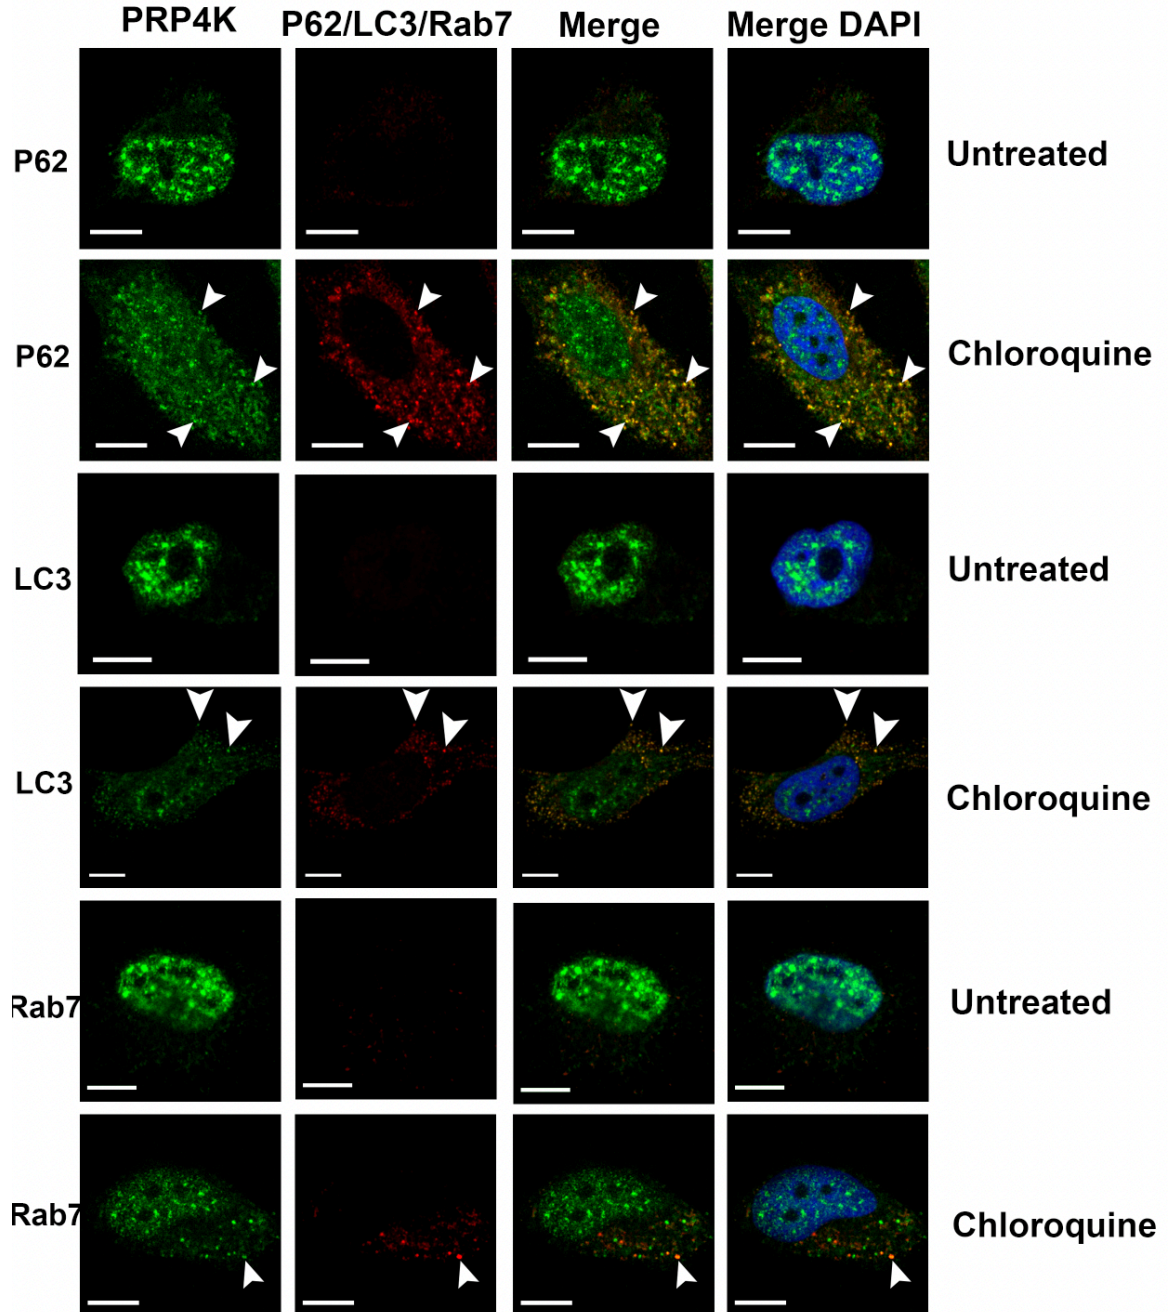 PRP4K P62/LC3/Rab7 Merge Merge DAPI
P62 Untreated
P62 Chloroquine
LC3 Untreated
LC3 Chloroquine
Rab7 Untreated
Rab7 Chloroquine